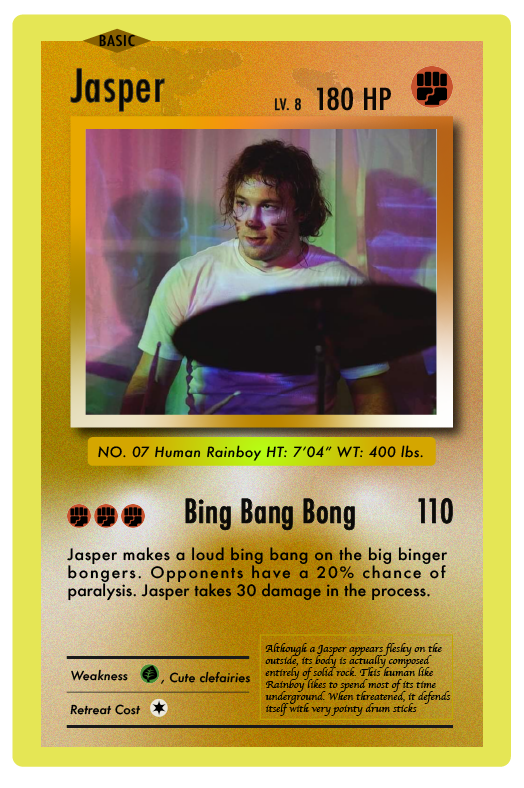 BASIC
Jasper
LV. 8 180 HP
NO. 07 Human Rainboy HT: 7'04" WT: 400 lbs.
Bing Bang Bong 110
Jasper makes a loud bing bang on the big binger
bongers. Opponents have a 20% chance of
paralysis. Jasper takes 30 damage in the process.
Weakness , Cute clefairies
Retreat Cost
Although a Jasper appears fleshy on the
outside, its body is actually composed
entirely of solid rock. This human like
Rainboy likes to spend most of its time
underground. When threatened, it defends
itself with very pointy drum sticks